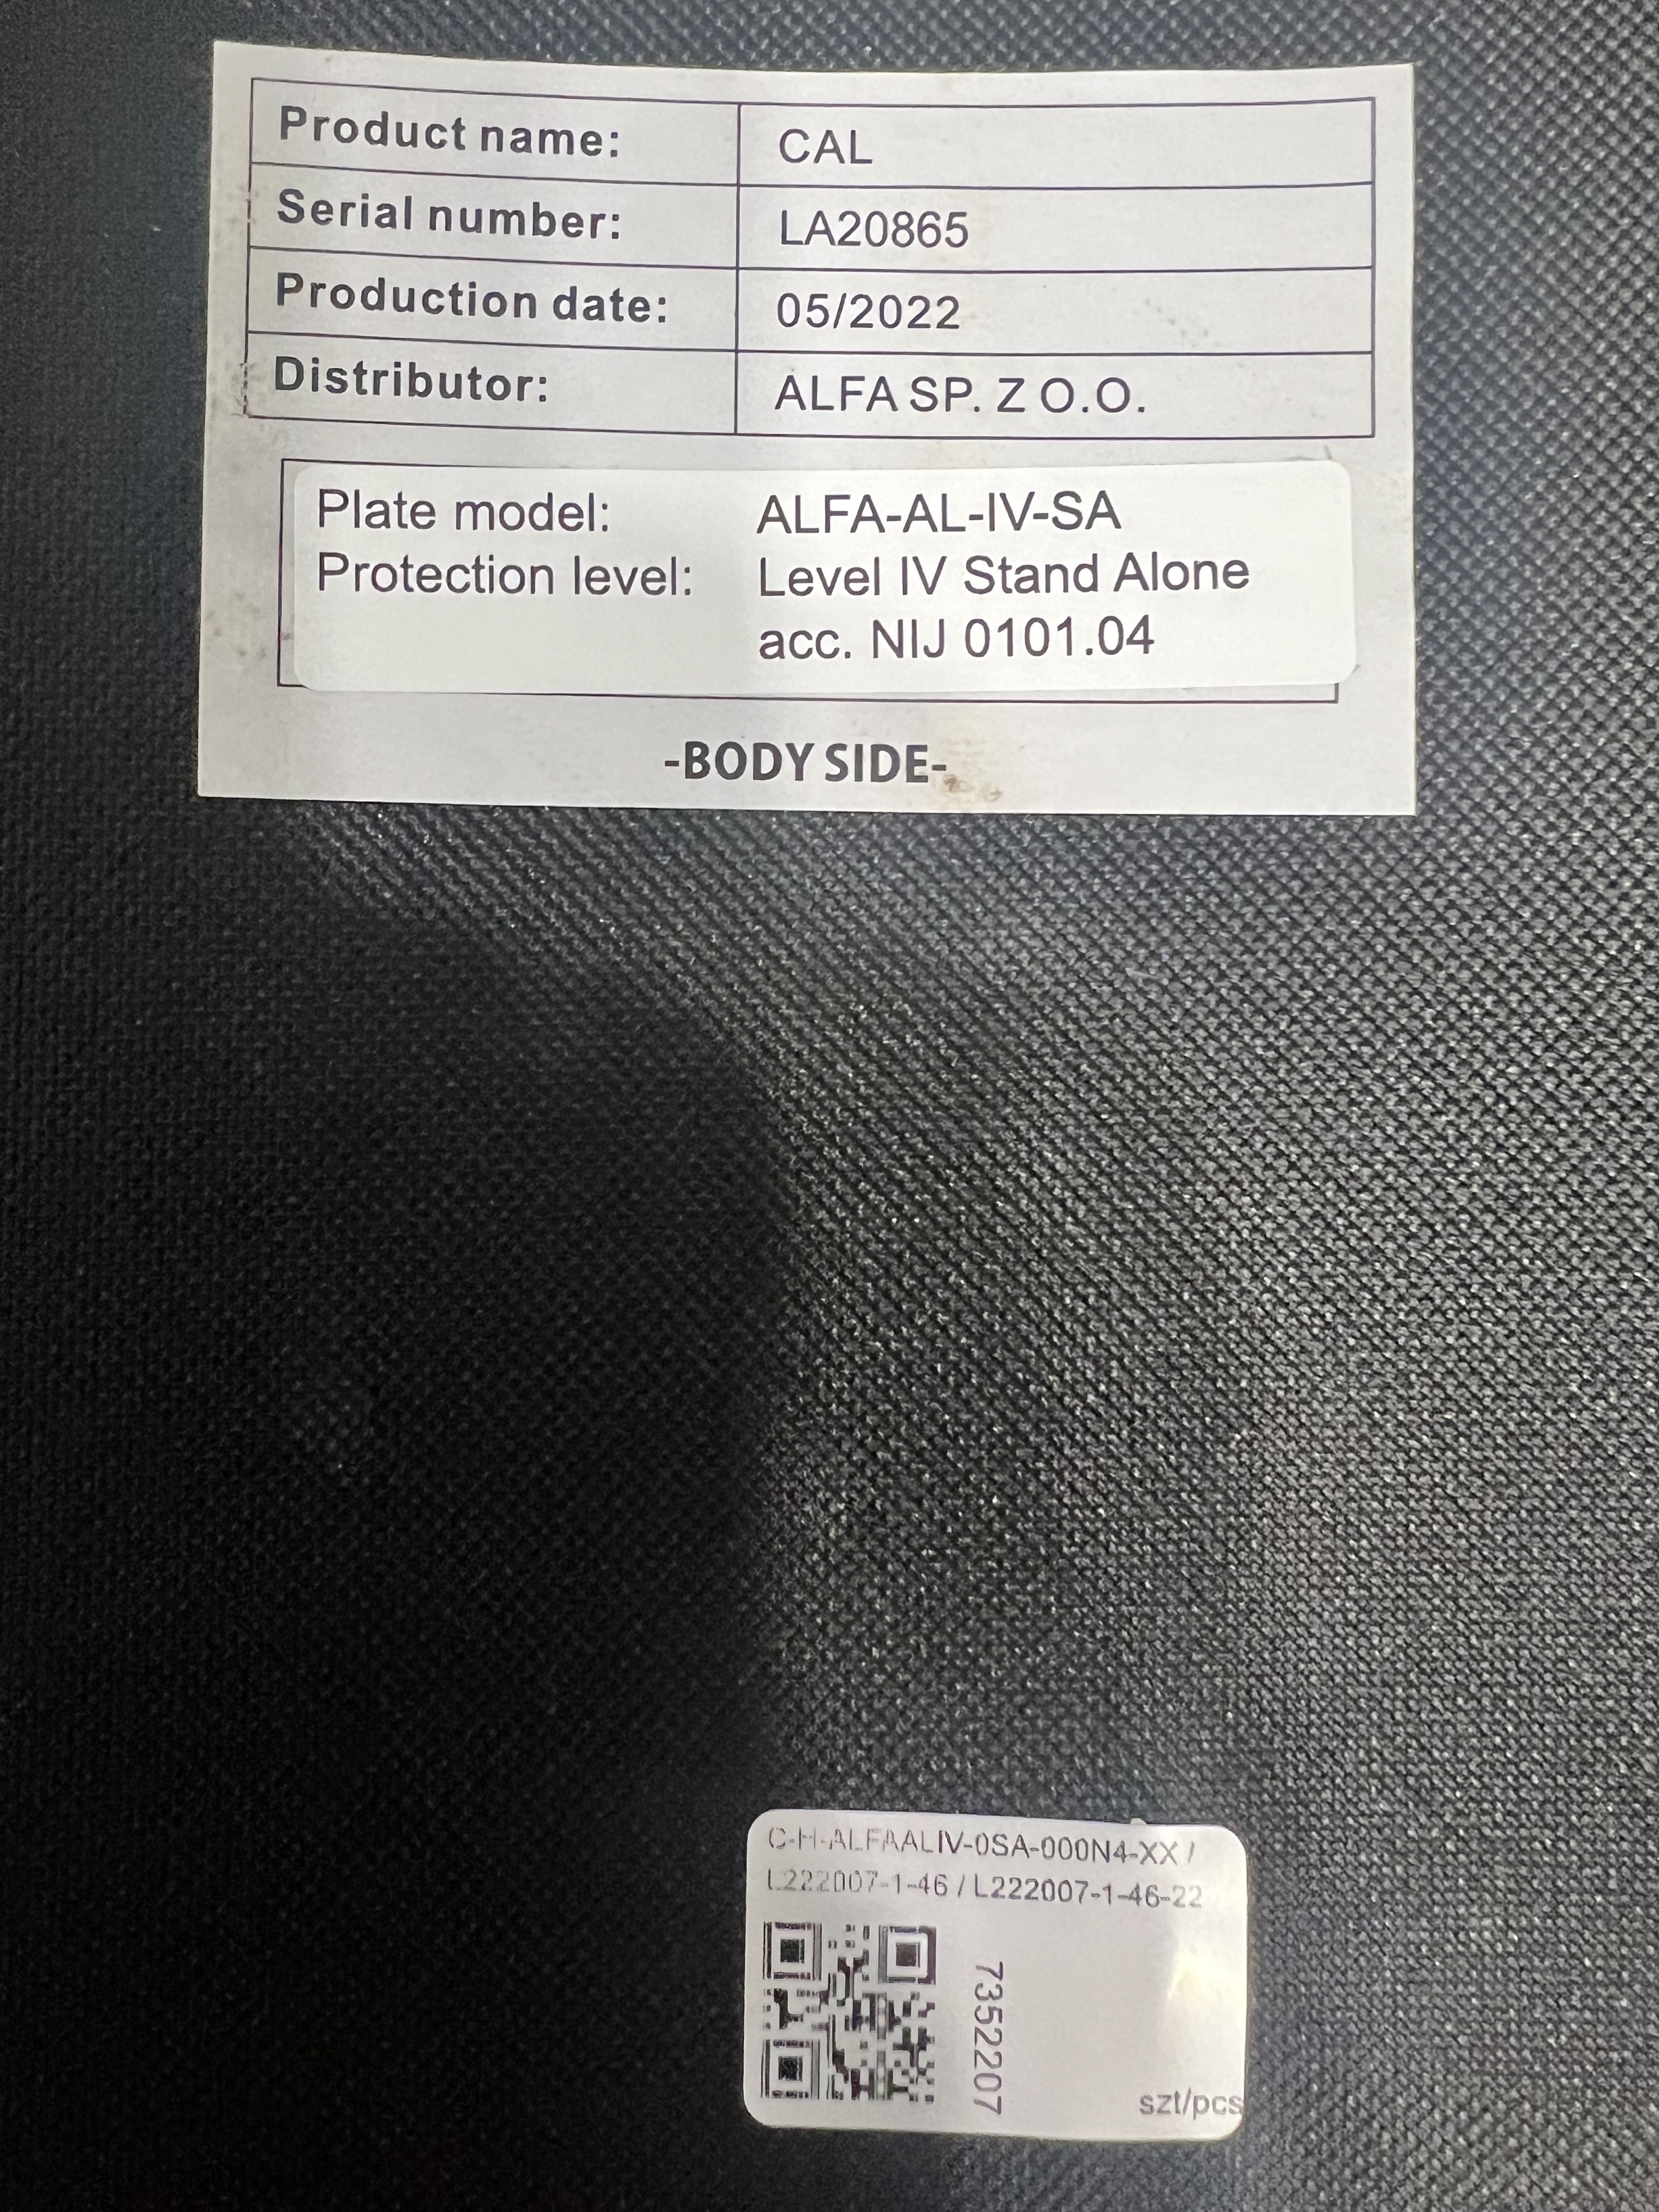 Product name: CAL
Serial number: LA20865
Production date: 05/2022
Distributor: ALFA SP. Z O.O.
Plate model: ALFA-AL-IV-SA
Protection level: Level IV Stand Alone
acc. NIJ 0101.04
-BODY SIDE-
C-H-ALFAALIV-0SA-000N4-XX /
L222007-1-46 / L222007-1-46-22
7352207
szt/pcs